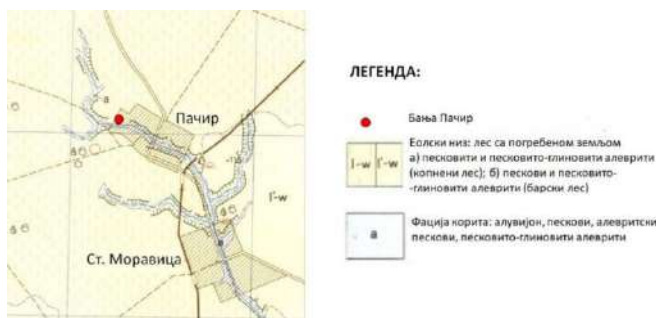 Пачир
Ст. Моравица
a
a
l'-w
ЛЕГЕНДА:
Бања Пачир
l-w l'-w
Еолски низ: лес са погребеном земљом
а) песковити и песковито-глиновити алеврити
(копнени лес); б) пескови и песковито-
-глиновити алеврити (барски лес)
a
Фација корита: алувијон, пескови, алевритски
пескови, песковито-глиновити алеврити